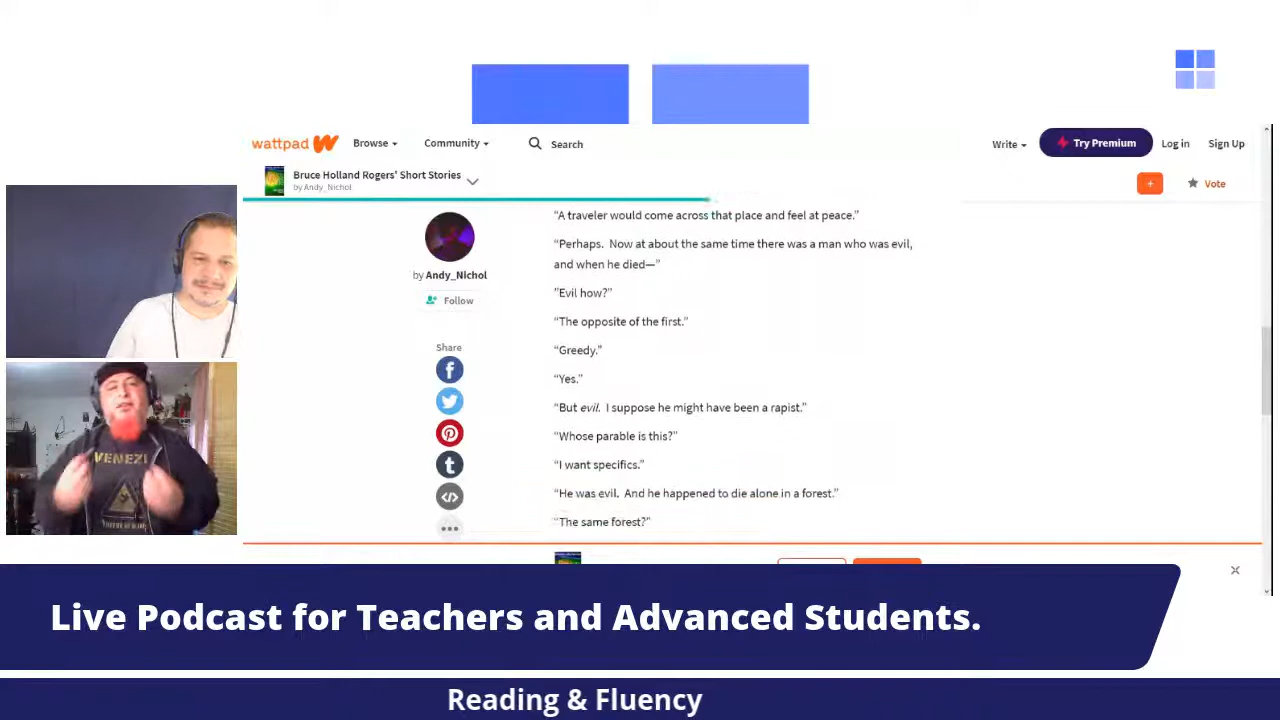 wattpad
Browse
Community
Search
Write
Try Premium
Log in
Sign Up
Bruce Holland Rogers' Short Stories
by Andy_Nichol
+
Vote
by Andy_Nichol
Follow
Share
“A traveler would come across that place and feel at peace.”
“Perhaps.  Now at about the same time there was a man who was evil,
and when he died—”
“Evil how?”
“The opposite of the first.”
“Greedy.”
“Yes.”
“But evil.  I suppose he might have been a rapist.”
“Whose parable is this?”
“I want specifics.”
“He was evil.  And he happened to die alone in a forest.”
“The same forest?”
VENEZ
Live Podcast for Teachers and Advanced Students.
Reading & Fluency